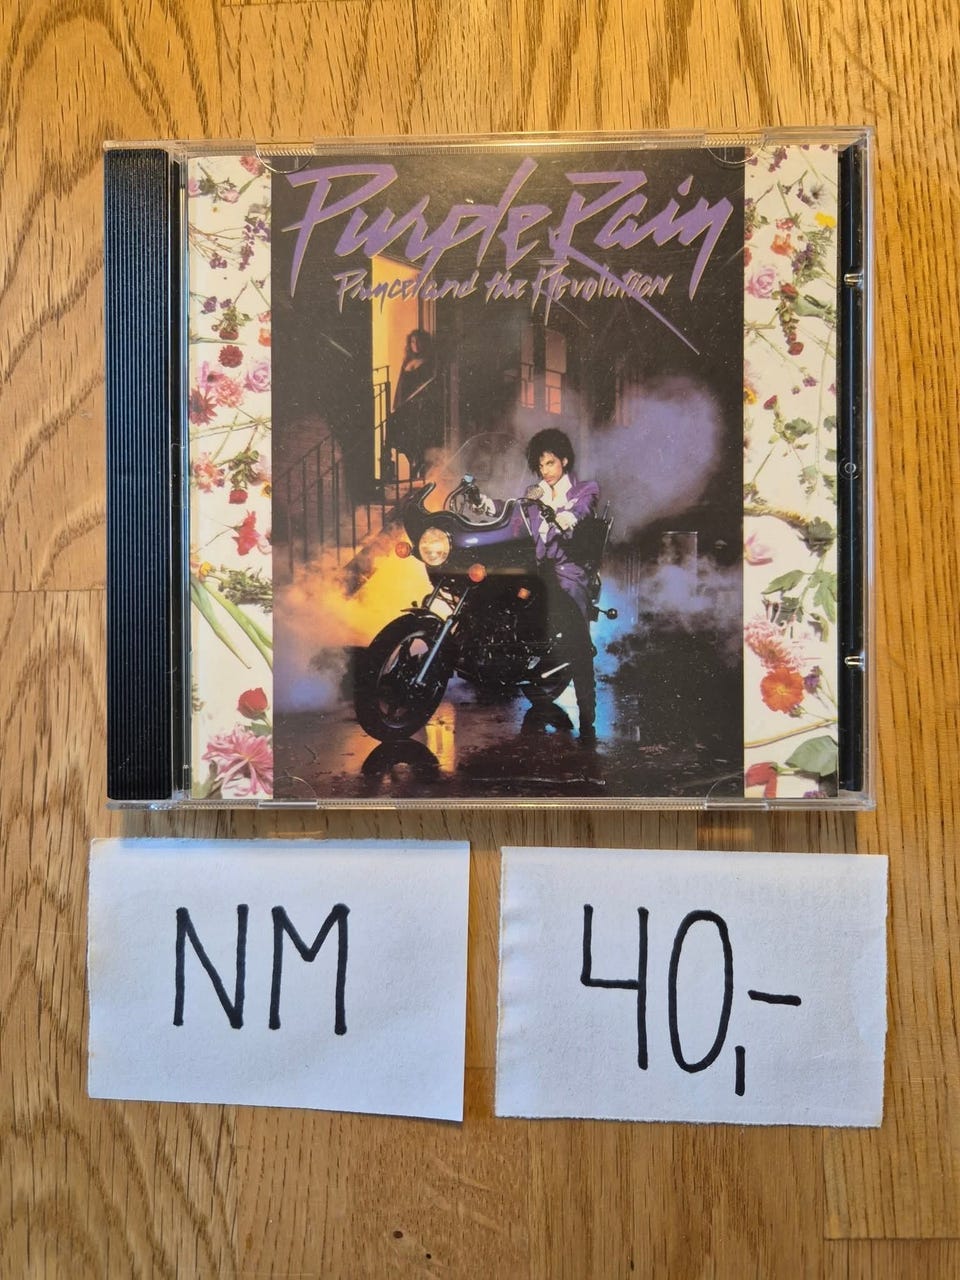 Purple Rain
Prince and the Revolution
NM
40,-